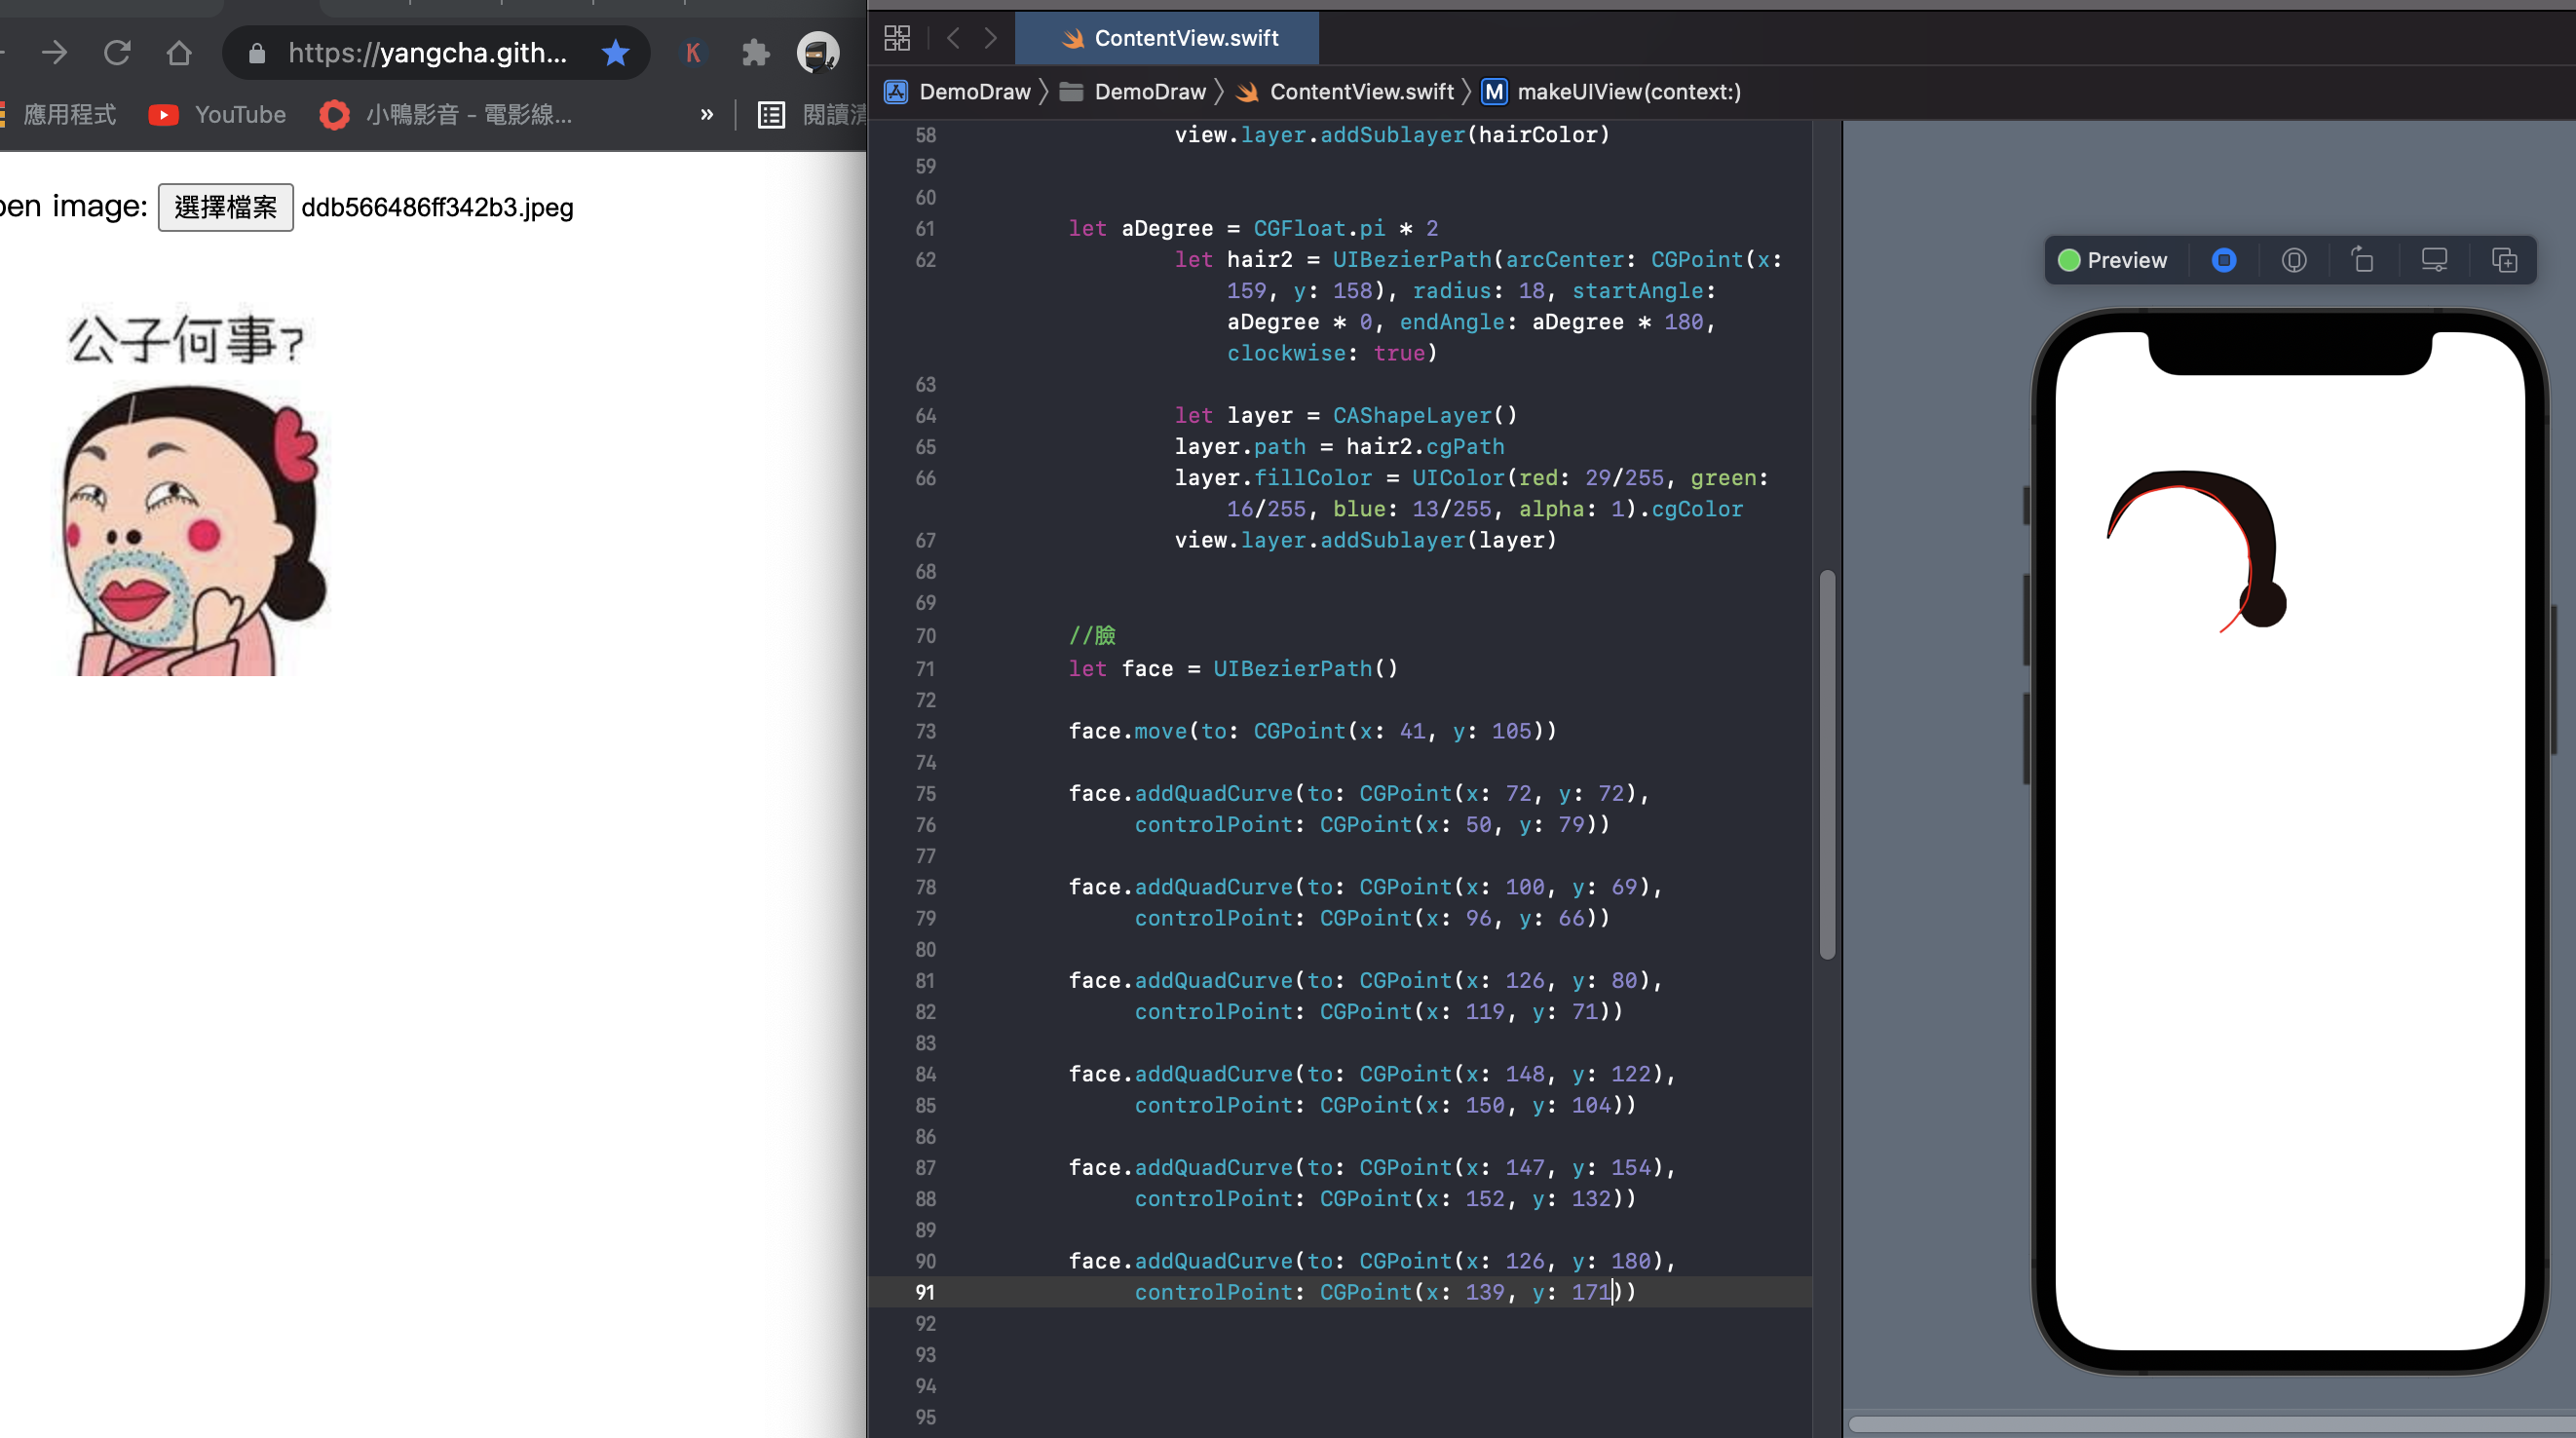 https://yangcha.gith...
K
應用程式
YouTube
小鴨影音 - 電影線...
»
閱讀清
pen image:
選擇檔案
ddb566486ff342b3.jpeg
公子何事?
ContentView.swift
DemoDraw
DemoDraw
ContentView.swift
M
makeUIView(context:)
58 view.layer.addSublayer(hairColor)
59
60
61 let aDegree = CGFloat.pi * 2
62 let hair2 = UIBezierPath(arcCenter: CGPoint(x:
159, y: 158), radius: 18, startAngle:
aDegree * 0, endAngle: aDegree * 180,
clockwise: true)
63
64 let layer = CAShapeLayer()
65 layer.path = hair2.cgPath
66 layer.fillColor = UIColor(red: 29/255, green:
16/255, blue: 13/255, alpha: 1).cgColor
67 view.layer.addSublayer(layer)
68
69
70 //臉
71 let face = UIBezierPath()
72
73 face.move(to: CGPoint(x: 41, y: 105))
74
75 face.addQuadCurve(to: CGPoint(x: 72, y: 72),
76 controlPoint: CGPoint(x: 50, y: 79))
77
78 face.addQuadCurve(to: CGPoint(x: 100, y: 69),
79 controlPoint: CGPoint(x: 96, y: 66))
80
81 face.addQuadCurve(to: CGPoint(x: 126, y: 80),
82 controlPoint: CGPoint(x: 119, y: 71))
83
84 face.addQuadCurve(to: CGPoint(x: 148, y: 122),
85 controlPoint: CGPoint(x: 150, y: 104))
86
87 face.addQuadCurve(to: CGPoint(x: 147, y: 154),
88 controlPoint: CGPoint(x: 152, y: 132))
89
90 face.addQuadCurve(to: CGPoint(x: 126, y: 180),
91 controlPoint: CGPoint(x: 139, y: 171))
92
93
94
95
Preview